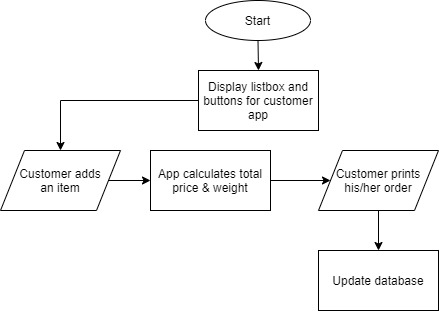 Start
Display listbox and
buttons for customer
app
Customer adds
an item
App calculates total
price & weight
Customer prints
his/her order
Update database